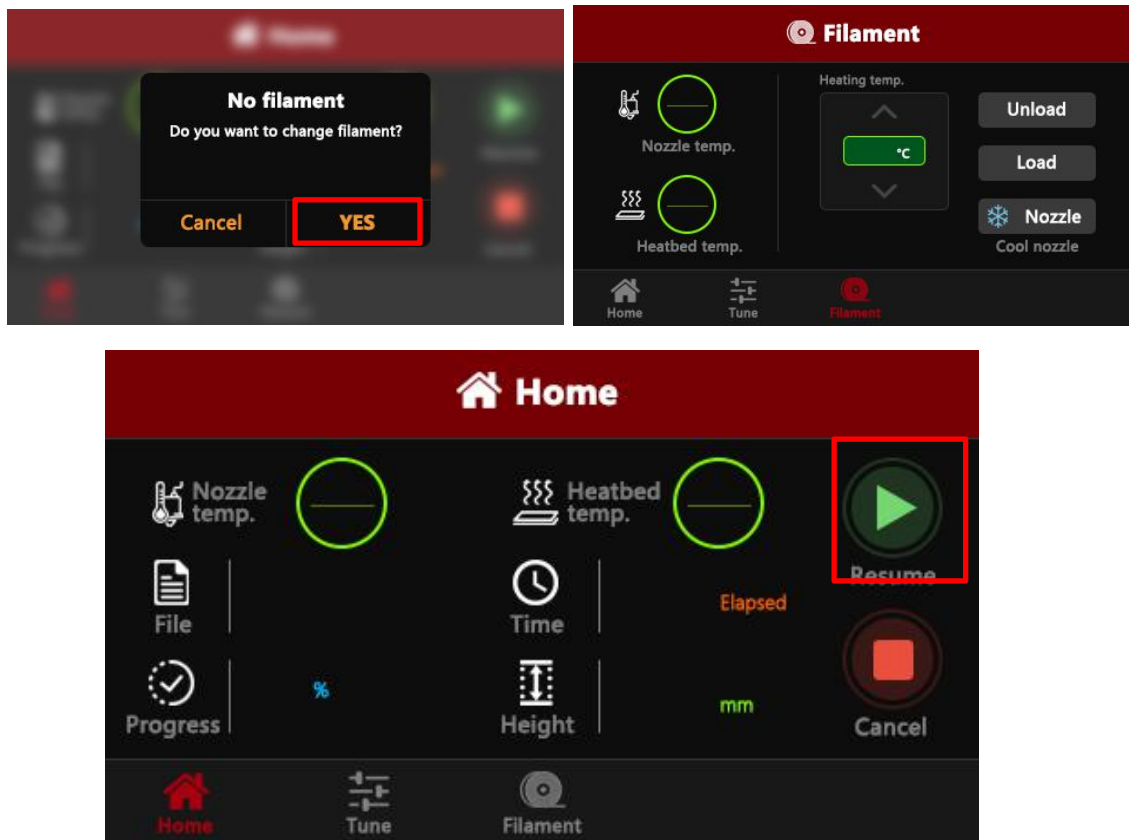 Home
No filament
Do you want to change filament?
Cancel
YES
Filament
Nozzle temp.
Heatbed temp.
Heating temp.
°C
Unload
Load
Nozzle
Cool nozzle
Home
Tune
Filament
Home
Nozzle
temp.
Heatbed
temp.
Resume
File
Time
Elapsed
Progress
%
Height
mm
Cancel
Home
Tune
Filament